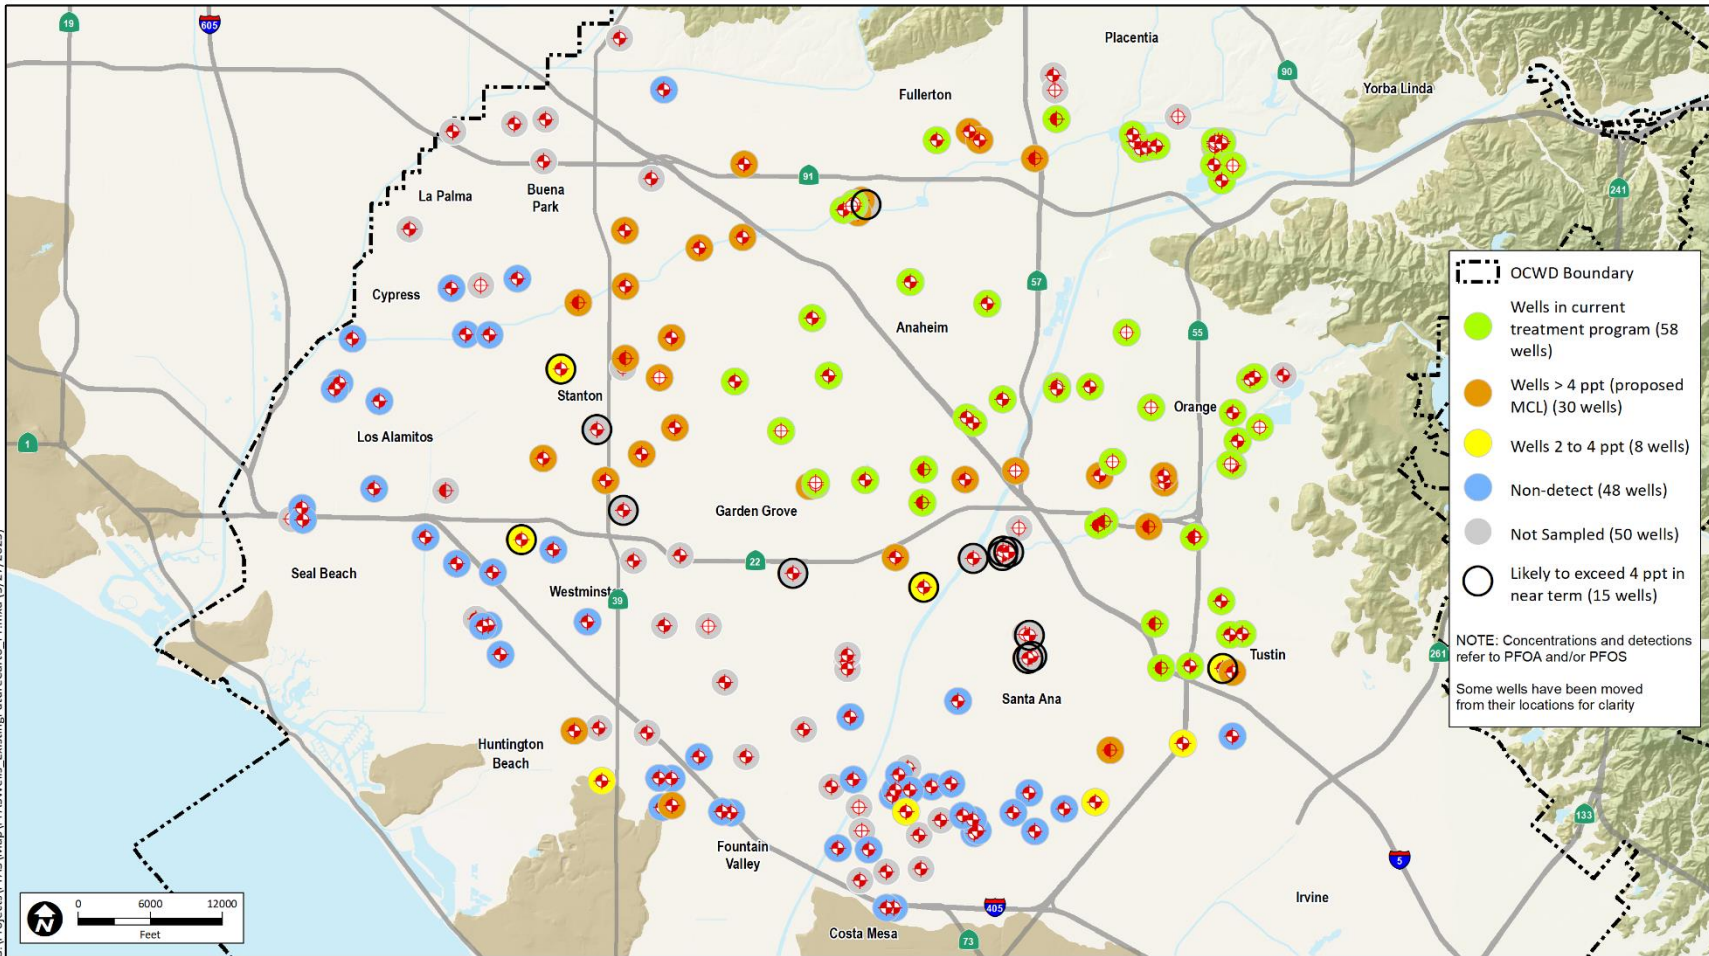 19
605
Placentia
90
Yorba Linda
Fullerton
91
La Palma
Buena
Park
241
Cypress
57
Anaheim
55
Stanton
Orange
Los Alamitos
1
Garden Grove
22
Seal Beach
Westminster
39
Tustin
261
Santa Ana
Huntington
Beach
133
Fountain
Valley
5
Irvine
405
Costa Mesa
73
OCWD Boundary
Wells in current
treatment program (58
wells)
Wells > 4 ppt (proposed
MCL) (30 wells)
Wells 2 to 4 ppt (8 wells)
Non-detect (48 wells)
Not Sampled (50 wells)
Likely to exceed 4 ppt in
near term (15 wells)
NOTE: Concentrations and detections
refer to PFOA and/or PFOS
Some wells have been moved
from their locations for clarity
N
0 6000 12000
Feet